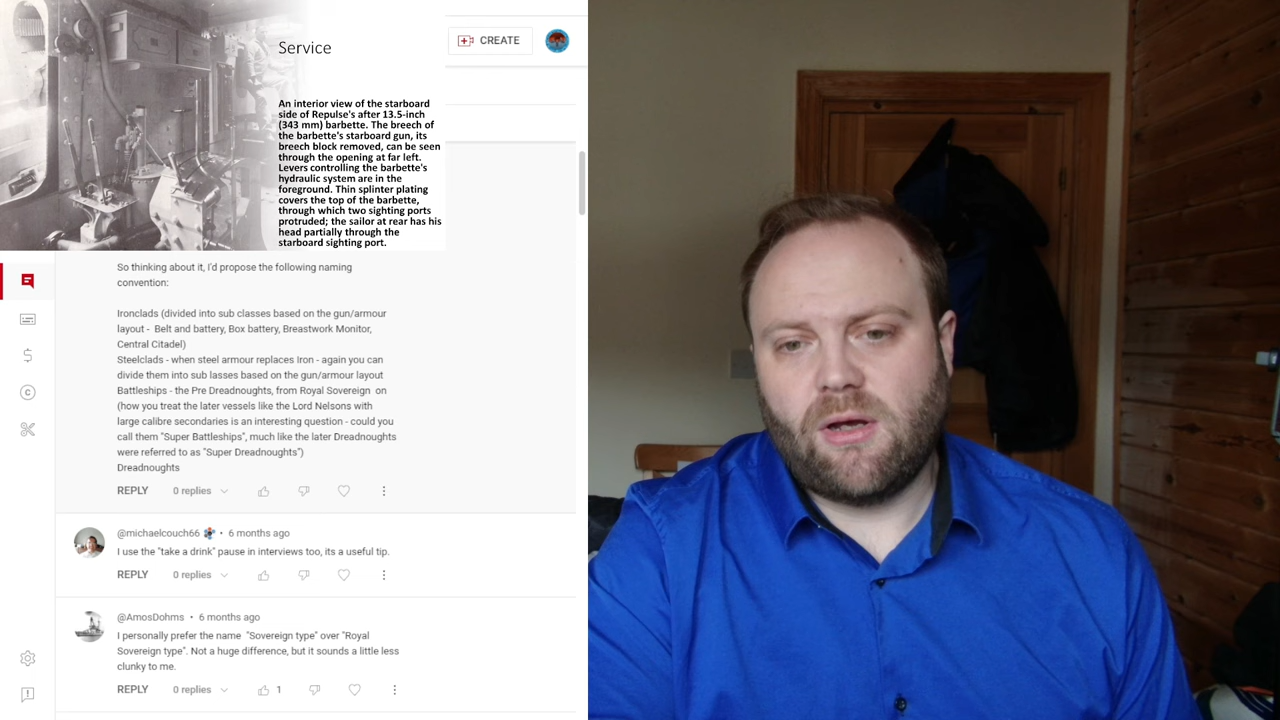 Service
CREATE
An interior view of the starboard
side of Repulse's after 13.5-inch
(343 mm) barbette. The breech of
the barbette's starboard gun, its
breech block removed, can be seen
through the opening at far left.
Levers controlling the barbette's
hydraulic system are in the
foreground. Thin splinter plating
covers the top of the barbette,
through which two sighting ports
protruded; the sailor at rear has his
head partially through the
starboard sighting port.
So thinking about it, I'd propose the following naming
convention:
Ironclads (divided into sub classes based on the gun/armour
layout - Belt and battery, Box battery, Breastwork Monitor,
Central Citadel)
Steelclads - when steel armour replaces Iron - again you can
divide them into sub lasses based on the gun/armour layout
Battleships - the Pre Dreadnoughts, from Royal Sovereign on
(how you treat the later vessels like the Lord Nelsons with
large calibre secondaries is an interesting question - could you
call them "Super Battleships", much like the later Dreadnoughts
were referred to as "Super Dreadnoughts")
Dreadnoughts
REPLY 0 replies
@michaelcouch66 • 6 months ago
I use the "take a drink" pause in interviews too, its a useful tip.
REPLY 0 replies
@AmosDohms • 6 months ago
I personally prefer the name "Sovereign type" over "Royal
Sovereign type". Not a huge difference, but it sounds a little less
clunky to me.
REPLY 0 replies 1